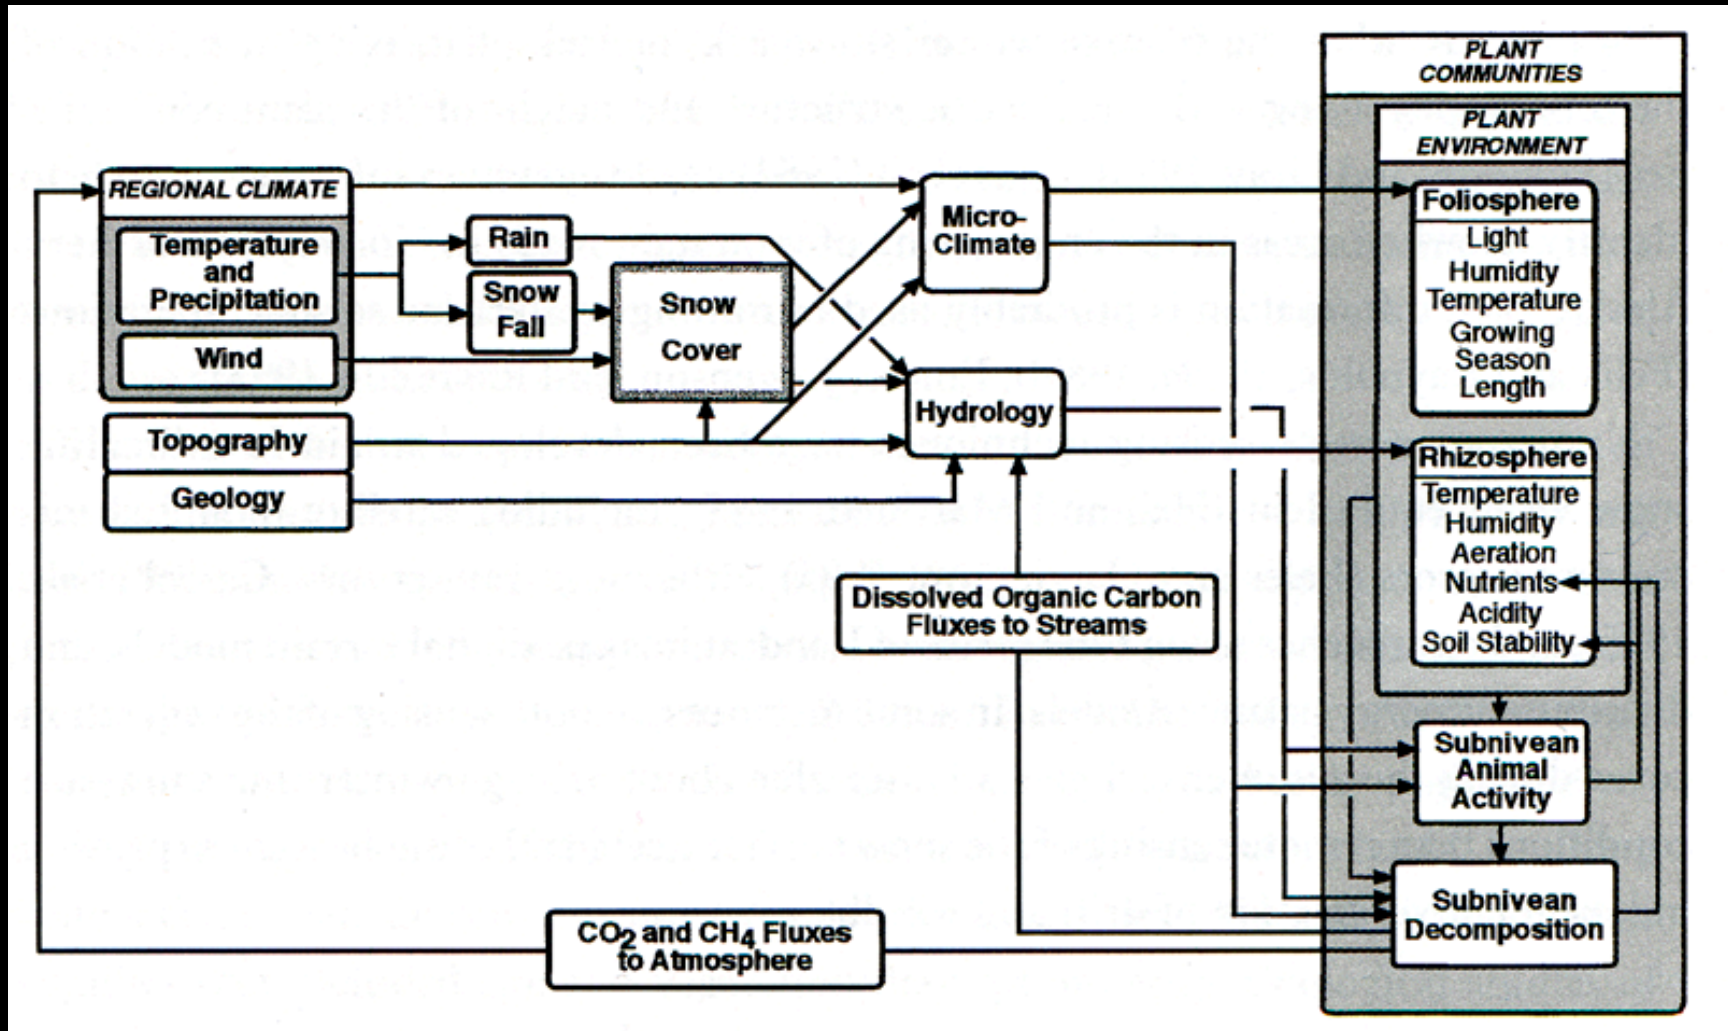 PLANT
COMMUNITIES
PLANT
ENVIRONMENT
REGIONAL CLIMATE
Temperature
and
Precipitation
Wind
Topography
Geology
Rain
Snow
Fall
Snow
Cover
Micro-
Climate
Hydrology
Dissolved Organic Carbon
Fluxes to Streams
CO2 and CH4 Fluxes
to Atmosphere
Foliosphere
Light
Humidity
Temperature
Growing
Season
Length
Rhizosphere
Temperature
Humidity
Aeration
Nutrients
Acidity
Soil Stability
Subnivean
Animal
Activity
Subnivean
Decomposition